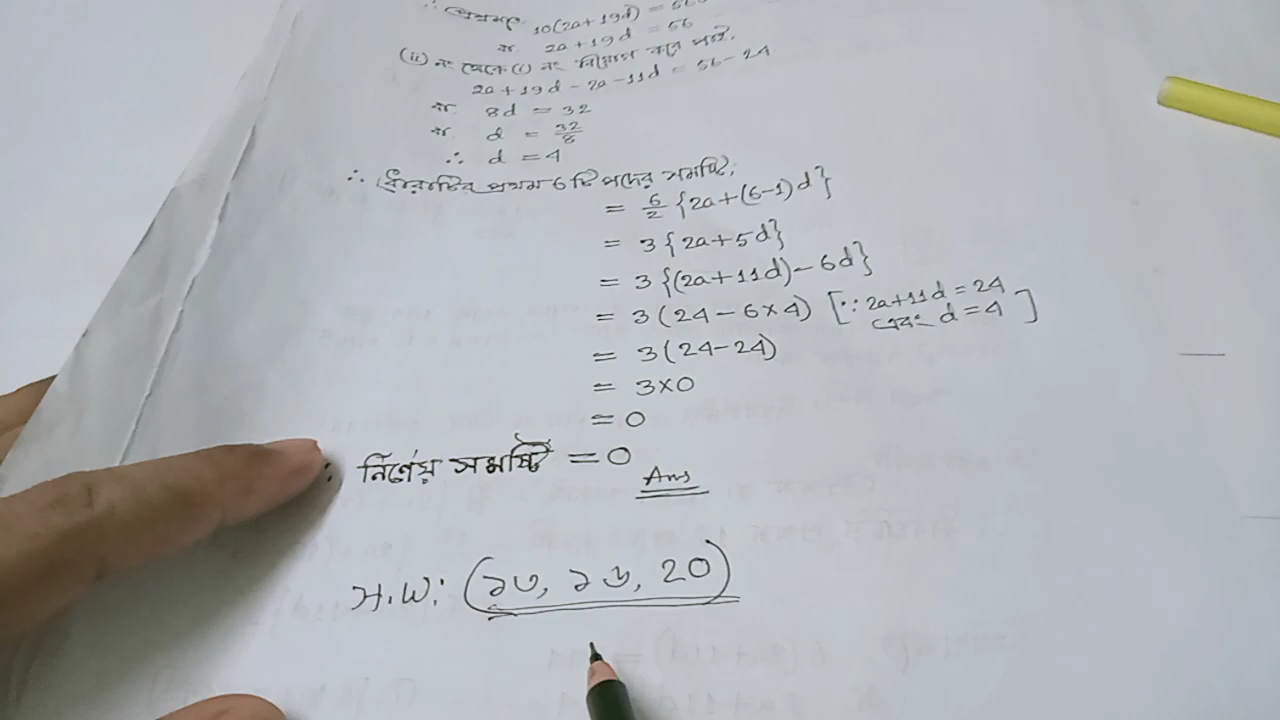 ∴ প্রশ্নমতে, 10(2a+19d) = 560
বা, 2a+19d = 56
(ii) নং থেকে (i) নং বিয়োগ করে পাই,
2a+19d-2a-11d = 56-24
বা, 8d = 32
বা, d = 32/8
∴ d = 4
∴ ধারাটির প্রথম 6 টি পদের সমষ্টি,
= 6/2 {2a+(6-1)d}
= 3{2a+5d}
= 3{(2a+11d)-6d}
= 3(24-6×4) [∵ 2a+11d = 24
এবং d = 4]
= 3(24-24)
= 3×0
= 0
∴ নির্ণেয় সমষ্টি = 0
Ans
H.W: (১৩, ১৬, 20)